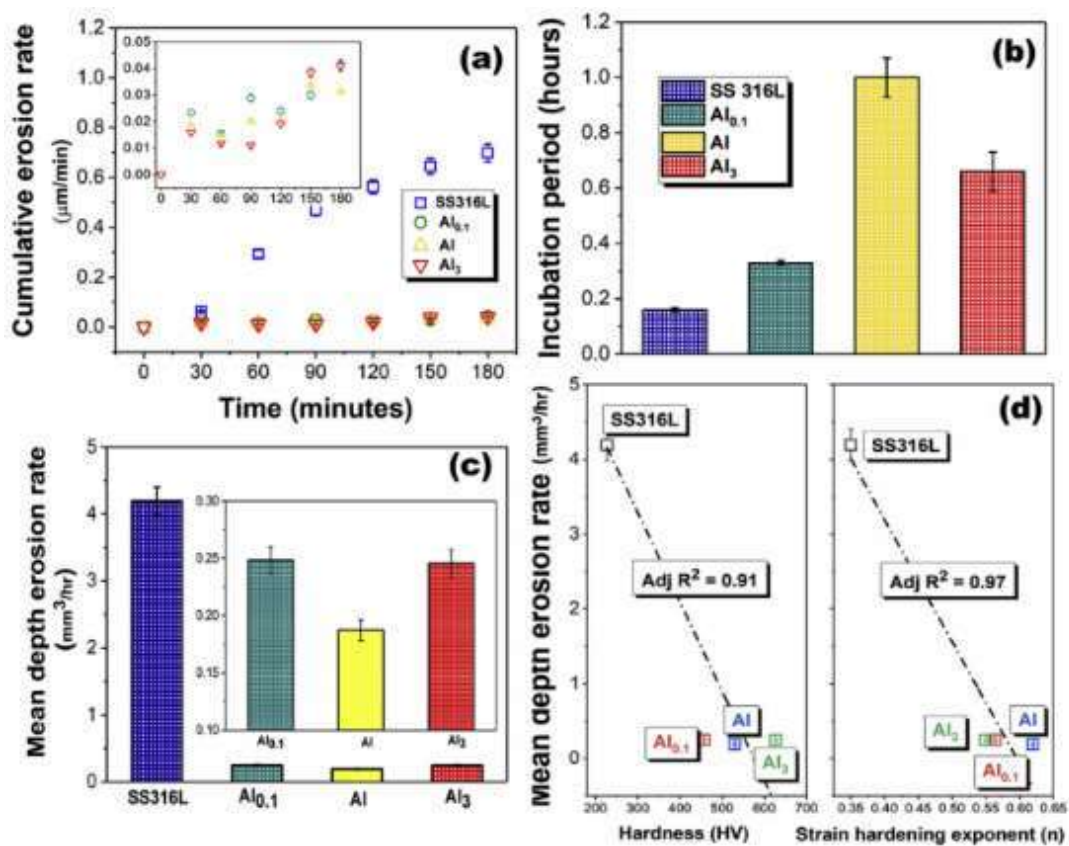 (a)
Cumulative erosion rate
(μm/min)
1.2
1.0
0.8
0.6
0.4
0.2
0.0
0.05
0.04
0.03
0.02
0.01
0.00
0 30 60 90 120 150 180
SS316L
Al0.1
Al
Al3
0 30 60 90 120 150 180
Time (minutes)
(b)
Incubation period (hours)
1.2
1.0
0.8
0.6
0.4
0.2
0.0
SS 316L
Al0.1
Al
Al3
(c)
Mean depth erosion rate
(mm³/hr)
5
4
3
2
1
0
0.30
0.25
0.20
0.15
0.10
Al0.1 Al Al3
SS316L Al0.1 Al Al3
(d)
Mean deptn erosion rate (mm³/hr)
5
4
3
2
1
0
SS316L
Adj R² = 0.91
Al0.1
Al
Al3
200 300 400 500 600 700
Hardness (HV)
SS316L
Adj R² = 0.97
Al3
Al
Al0.1
0.35 0.40 0.45 0.50 0.55 0.60 0.65
Strain hardening exponent (n)